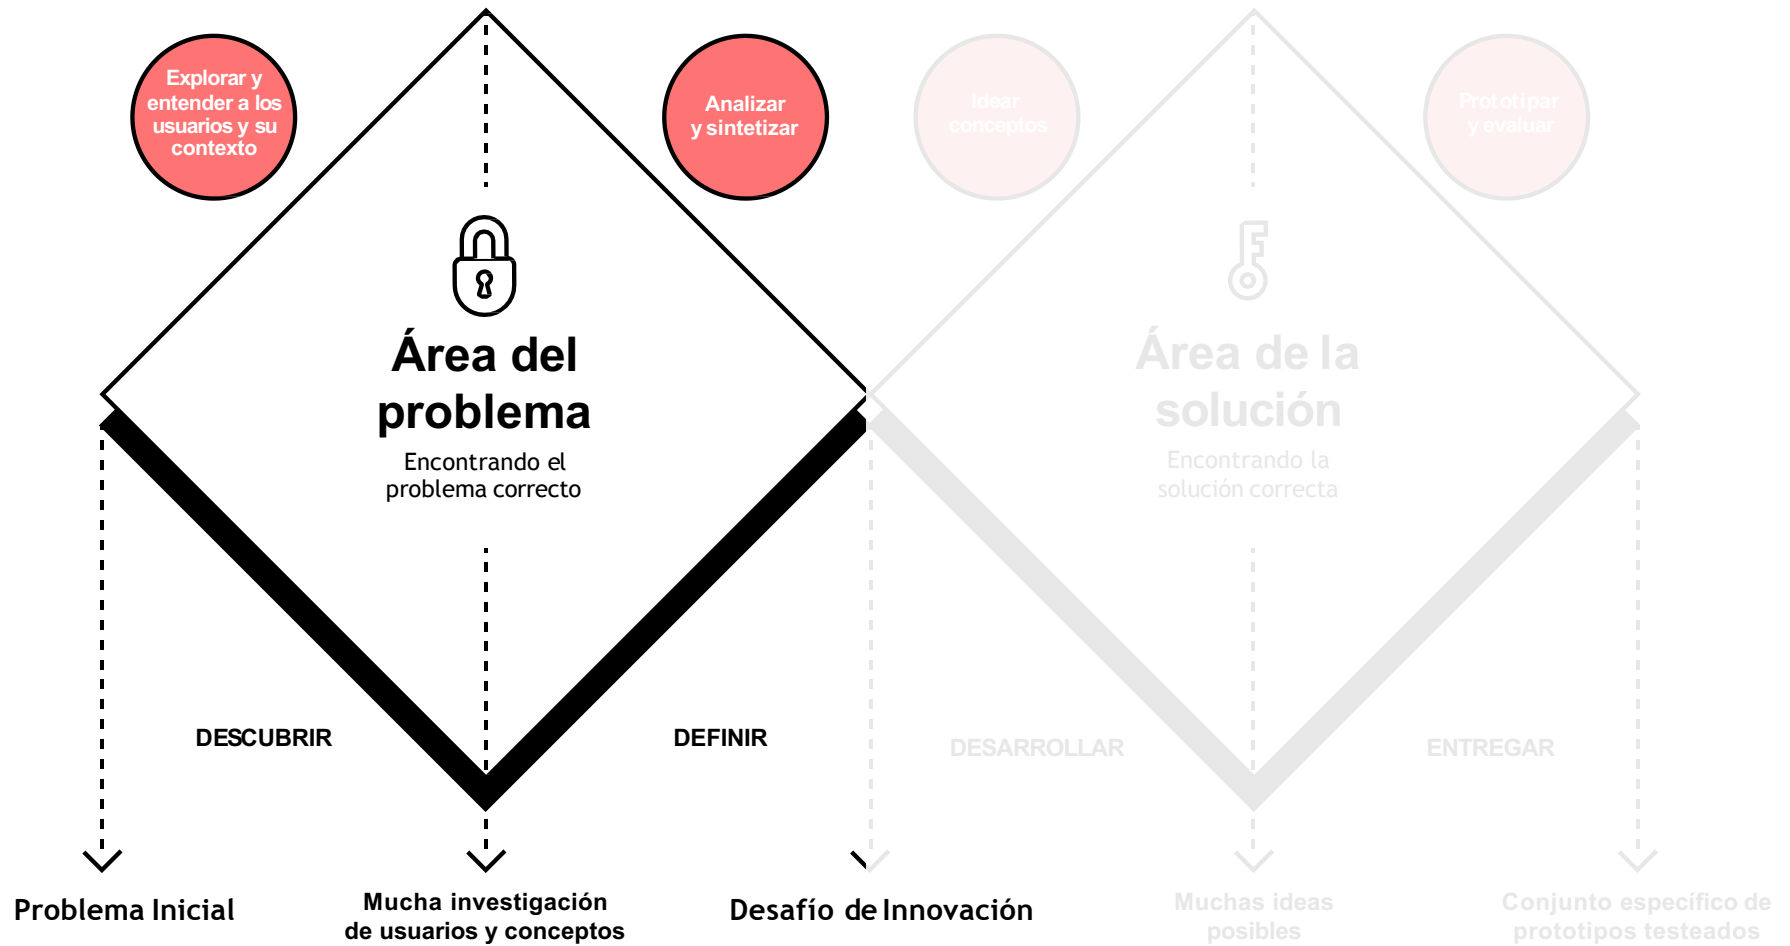 Explorar y
entender a los
usuarios y su
contexto
Analizar
y sintetizar
Idear
conceptos
Prototipar
y evaluar
Área del
problema
Encontrando el
problema correcto
Área de la
solución
Encontrando la
solución correcta
DESCUBRIR
DEFINIR
DESARROLLAR
ENTREGAR
Problema Inicial
Mucha investigación
de usuarios y conceptos
Desafío de Innovación
Muchas ideas
posibles
Conjunto específico de
prototipos testeados